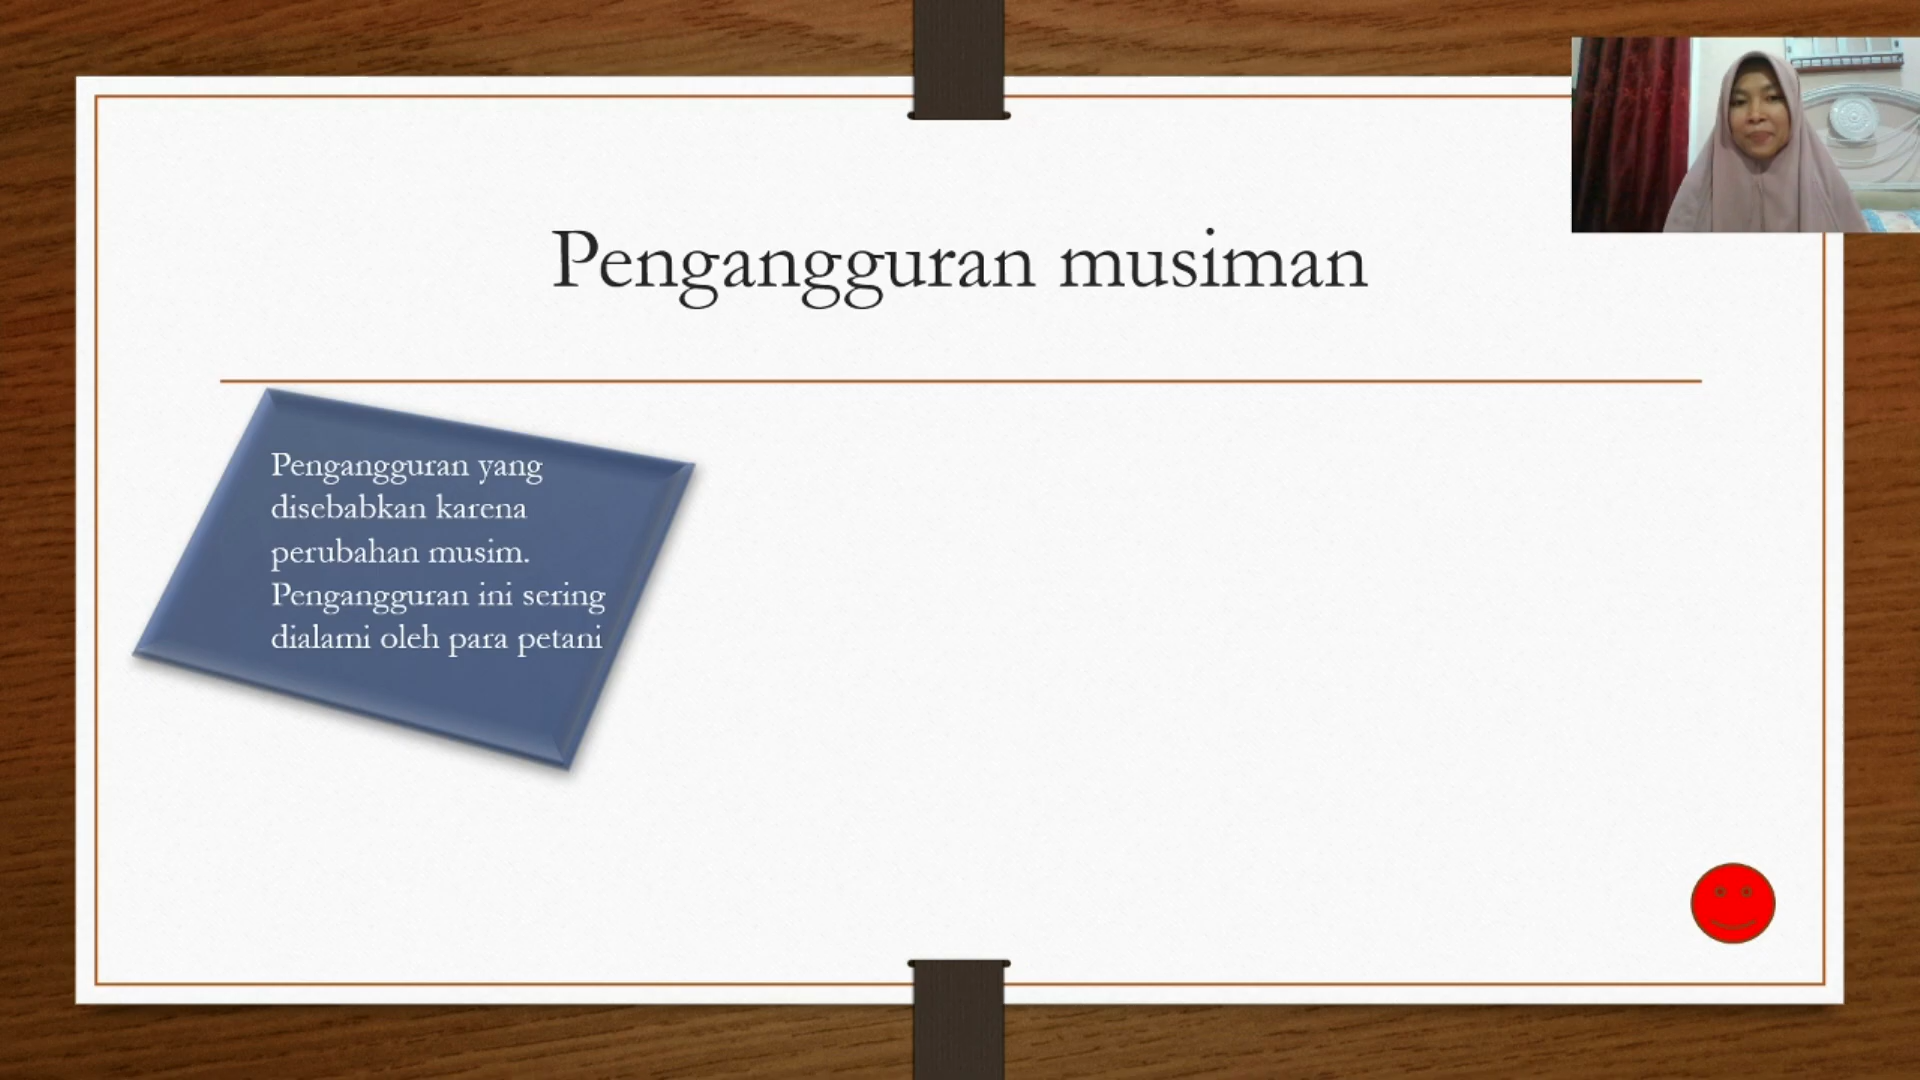 Pengangguran musiman
Pengangguran yang
disebabkan karena
perubahan musim.
Pengangguran ini sering
dialami oleh para petani